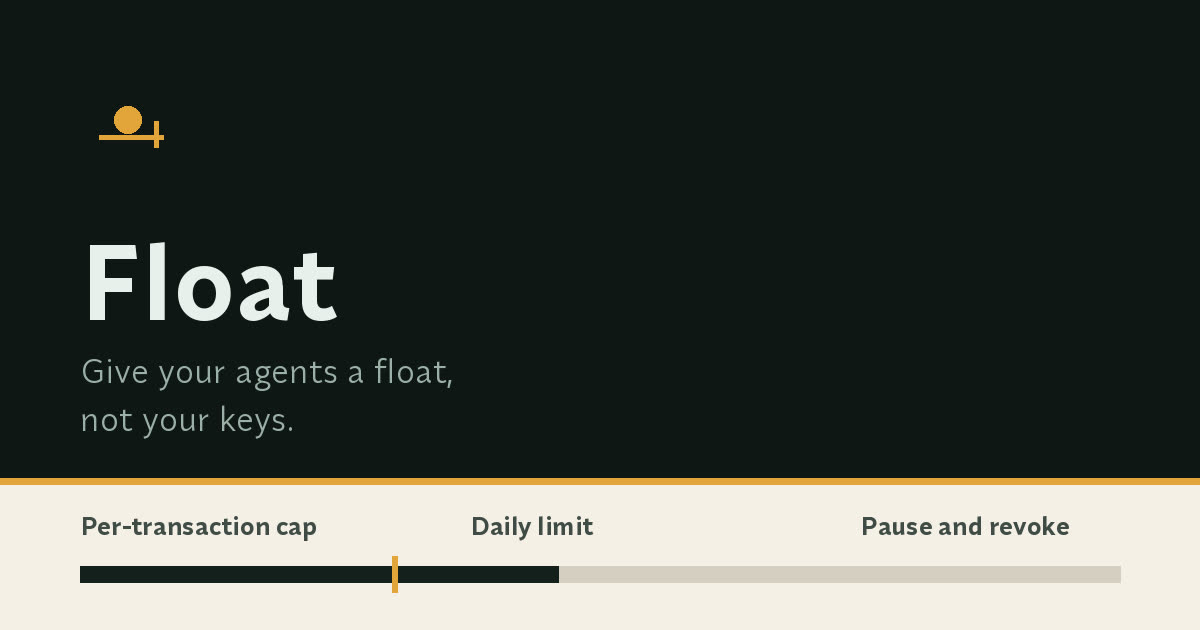 Float
Give your agents a float,
not your keys.
Per-transaction cap
Daily limit
Pause and revoke